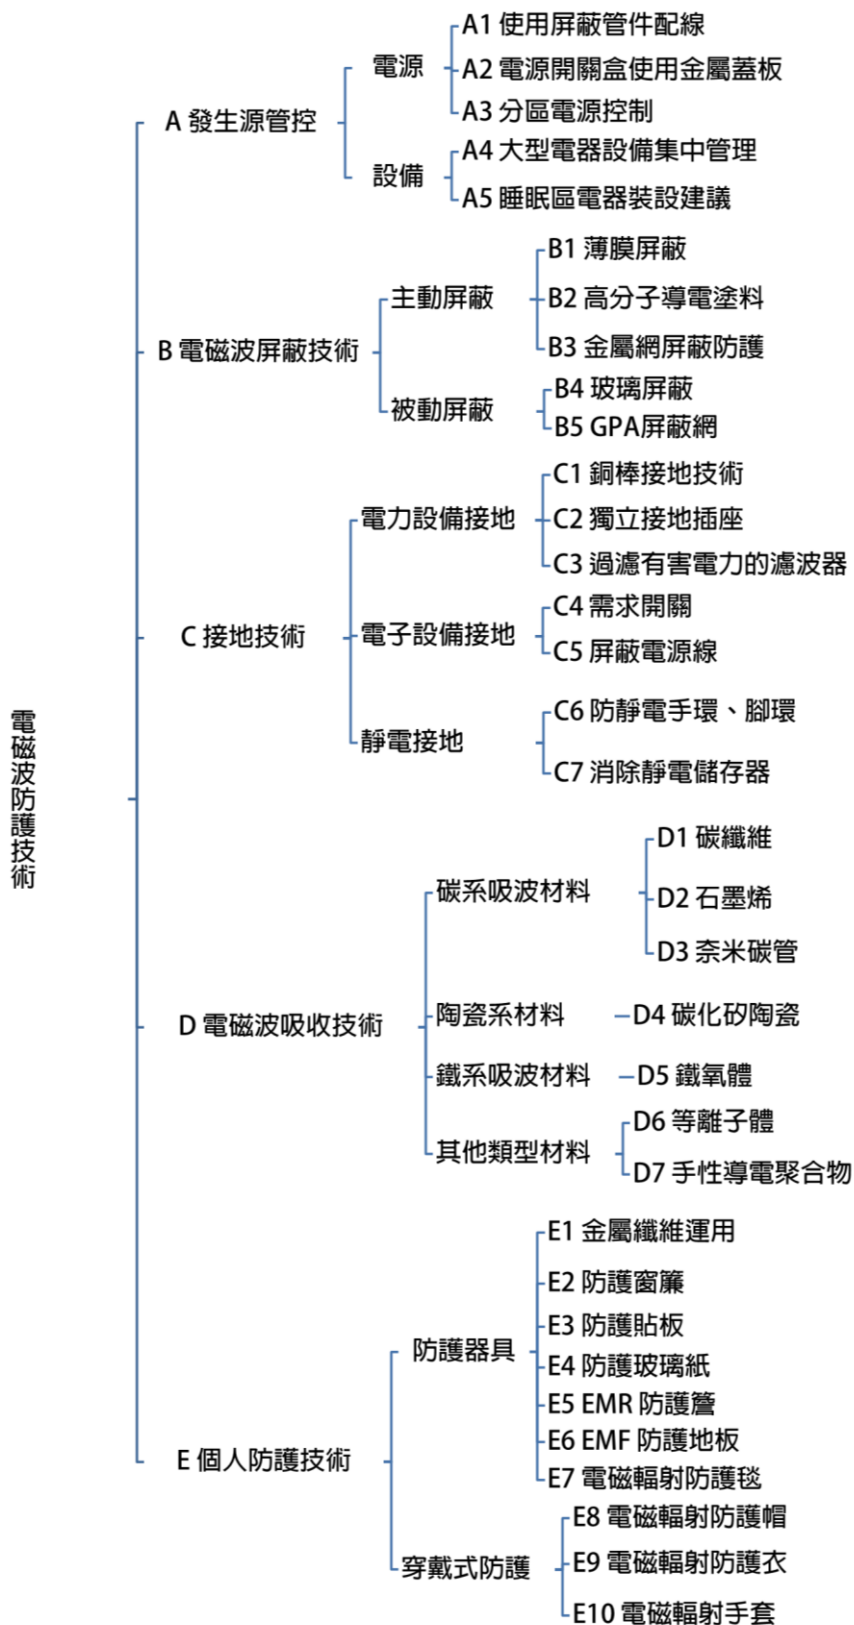 電磁波防護技術
A 發生源管控
電源
A1 使用屏蔽管件配線
A2 電源開關盒使用金屬蓋板
A3 分區電源控制
設備
A4 大型電器設備集中管理
A5 睡眠區電器裝設建議
B 電磁波屏蔽技術
主動屏蔽
B1 薄膜屏蔽
B2 高分子導電塗料
B3 金屬網屏蔽防護
被動屏蔽
B4 玻璃屏蔽
B5 GPA屏蔽網
C 接地技術
電力設備接地
C1 銅棒接地技術
C2 獨立接地插座
C3 過濾有害電力的濾波器
電子設備接地
C4 需求開關
C5 屏蔽電源線
靜電接地
C6 防靜電手環、腳環
C7 消除靜電儲存器
D 電磁波吸收技術
碳系吸波材料
D1 碳纖維
D2 石墨烯
D3 奈米碳管
陶瓷系材料
D4 碳化矽陶瓷
鐵系吸波材料
D5 鐵氧體
其他類型材料
D6 等離子體
D7 手性導電聚合物
E 個人防護技術
防護器具
E1 金屬纖維運用
E2 防護窗簾
E3 防護貼板
E4 防護玻璃紙
E5 EMR 防護簷
E6 EMF 防護地板
E7 電磁輻射防護毯
穿戴式防護
E8 電磁輻射防護帽
E9 電磁輻射防護衣
E10 電磁輻射手套